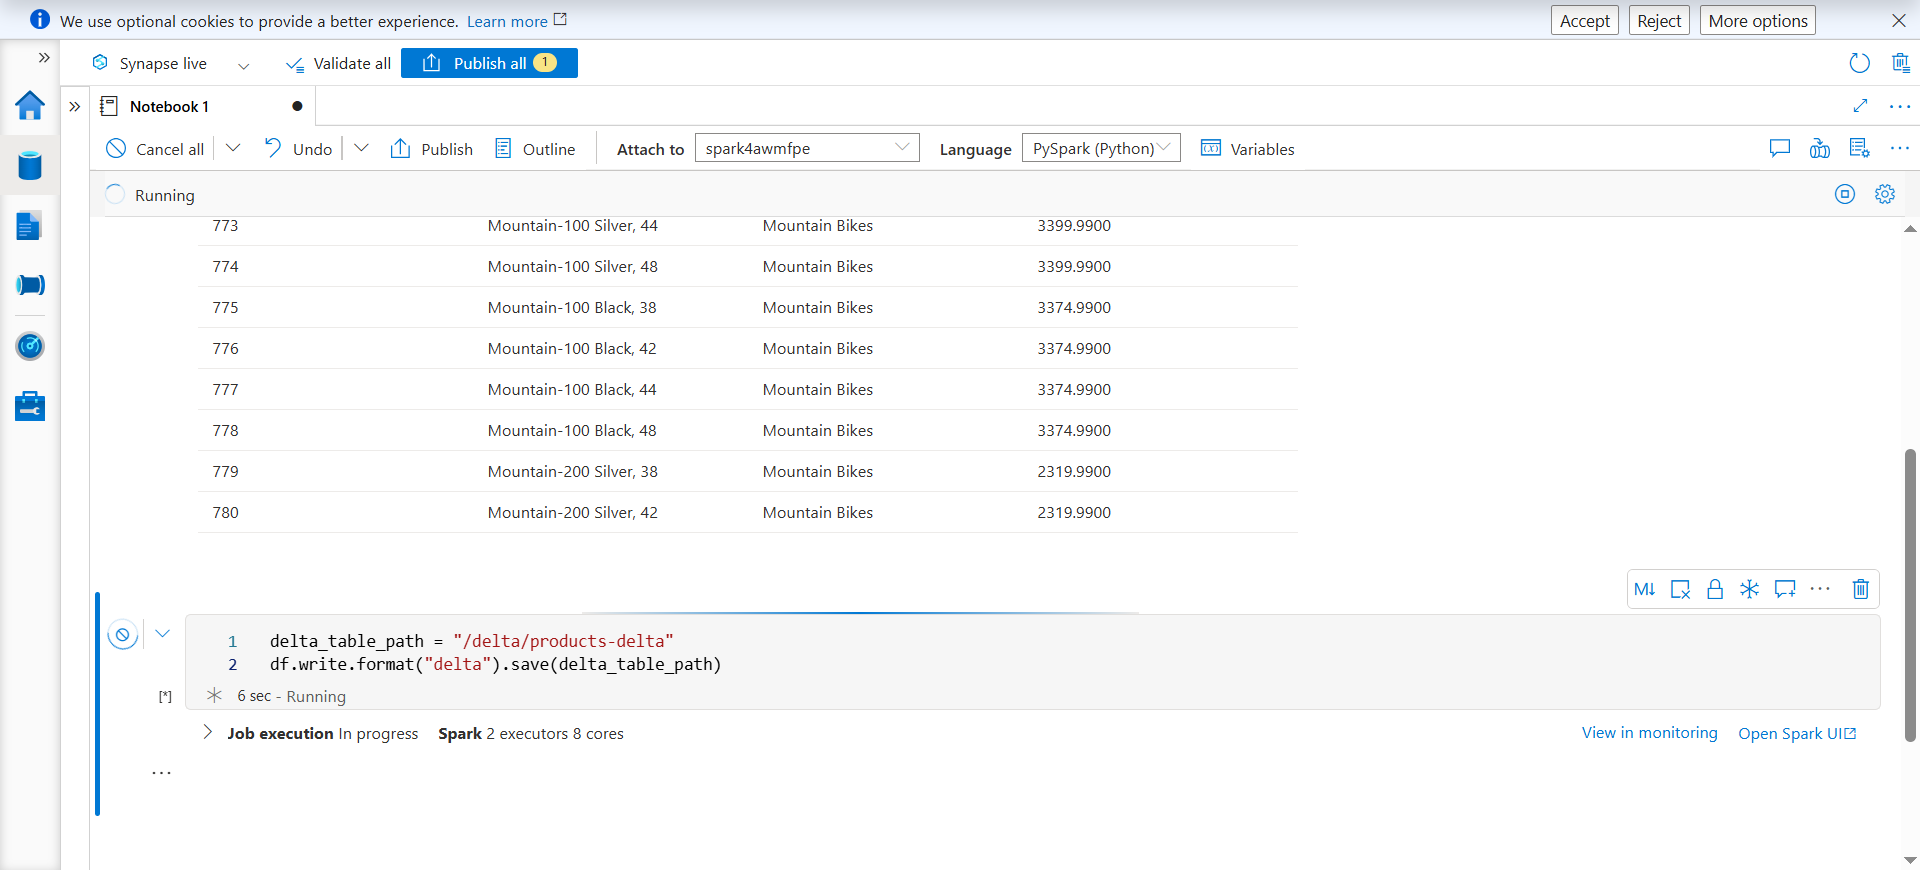 We use optional cookies to provide a better experience. Learn more
Accept
Reject
More options
Synapse live
Validate all
Publish all 1
Notebook 1
Cancel all
Undo
Publish
Outline
Attach to
spark4awmfpe
Language
PySpark (Python)
Variables
Running
773 Mountain-100 Silver, 44 Mountain Bikes 3399.9900
774 Mountain-100 Silver, 48 Mountain Bikes 3399.9900
775 Mountain-100 Black, 38 Mountain Bikes 3374.9900
776 Mountain-100 Black, 42 Mountain Bikes 3374.9900
777 Mountain-100 Black, 44 Mountain Bikes 3374.9900
778 Mountain-100 Black, 48 Mountain Bikes 3374.9900
779 Mountain-200 Silver, 38 Mountain Bikes 2319.9900
780 Mountain-200 Silver, 42 Mountain Bikes 2319.9900
M↓
1 delta_table_path = "/delta/products-delta"
2 df.write.format("delta").save(delta_table_path)
[*] 6 sec - Running
Job execution In progress Spark 2 executors 8 cores
View in monitoring
Open Spark UI